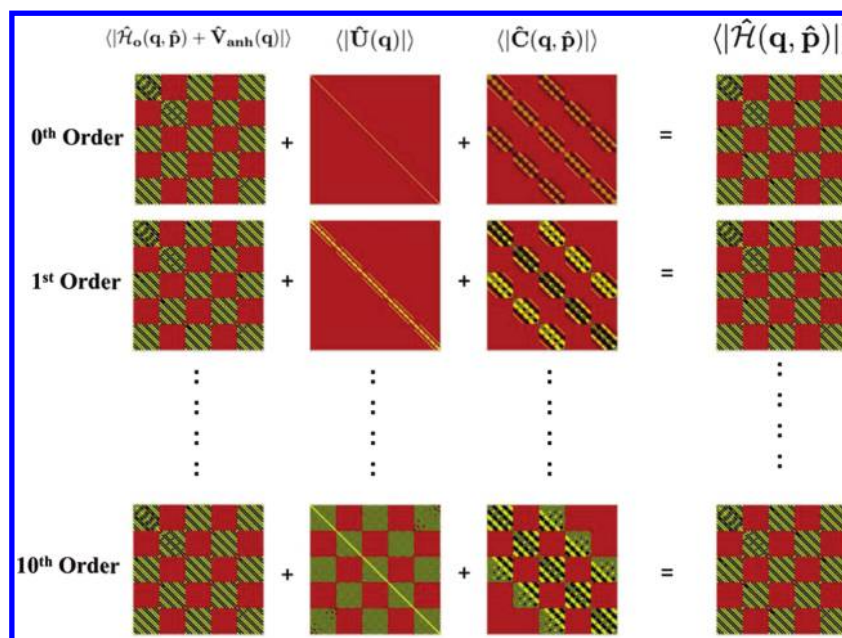 ⟨|Ĥₒ(q, p̂) + V̂ₐₙₕ(q)|⟩ ⟨|Û(q)|⟩ ⟨|Ĉ(q, p̂)|⟩ ⟨|Ĥ(q, p̂)|
0th Order + + =
1st Order + + =
⋮ ⋮ ⋮ ⋮
10th Order + + =